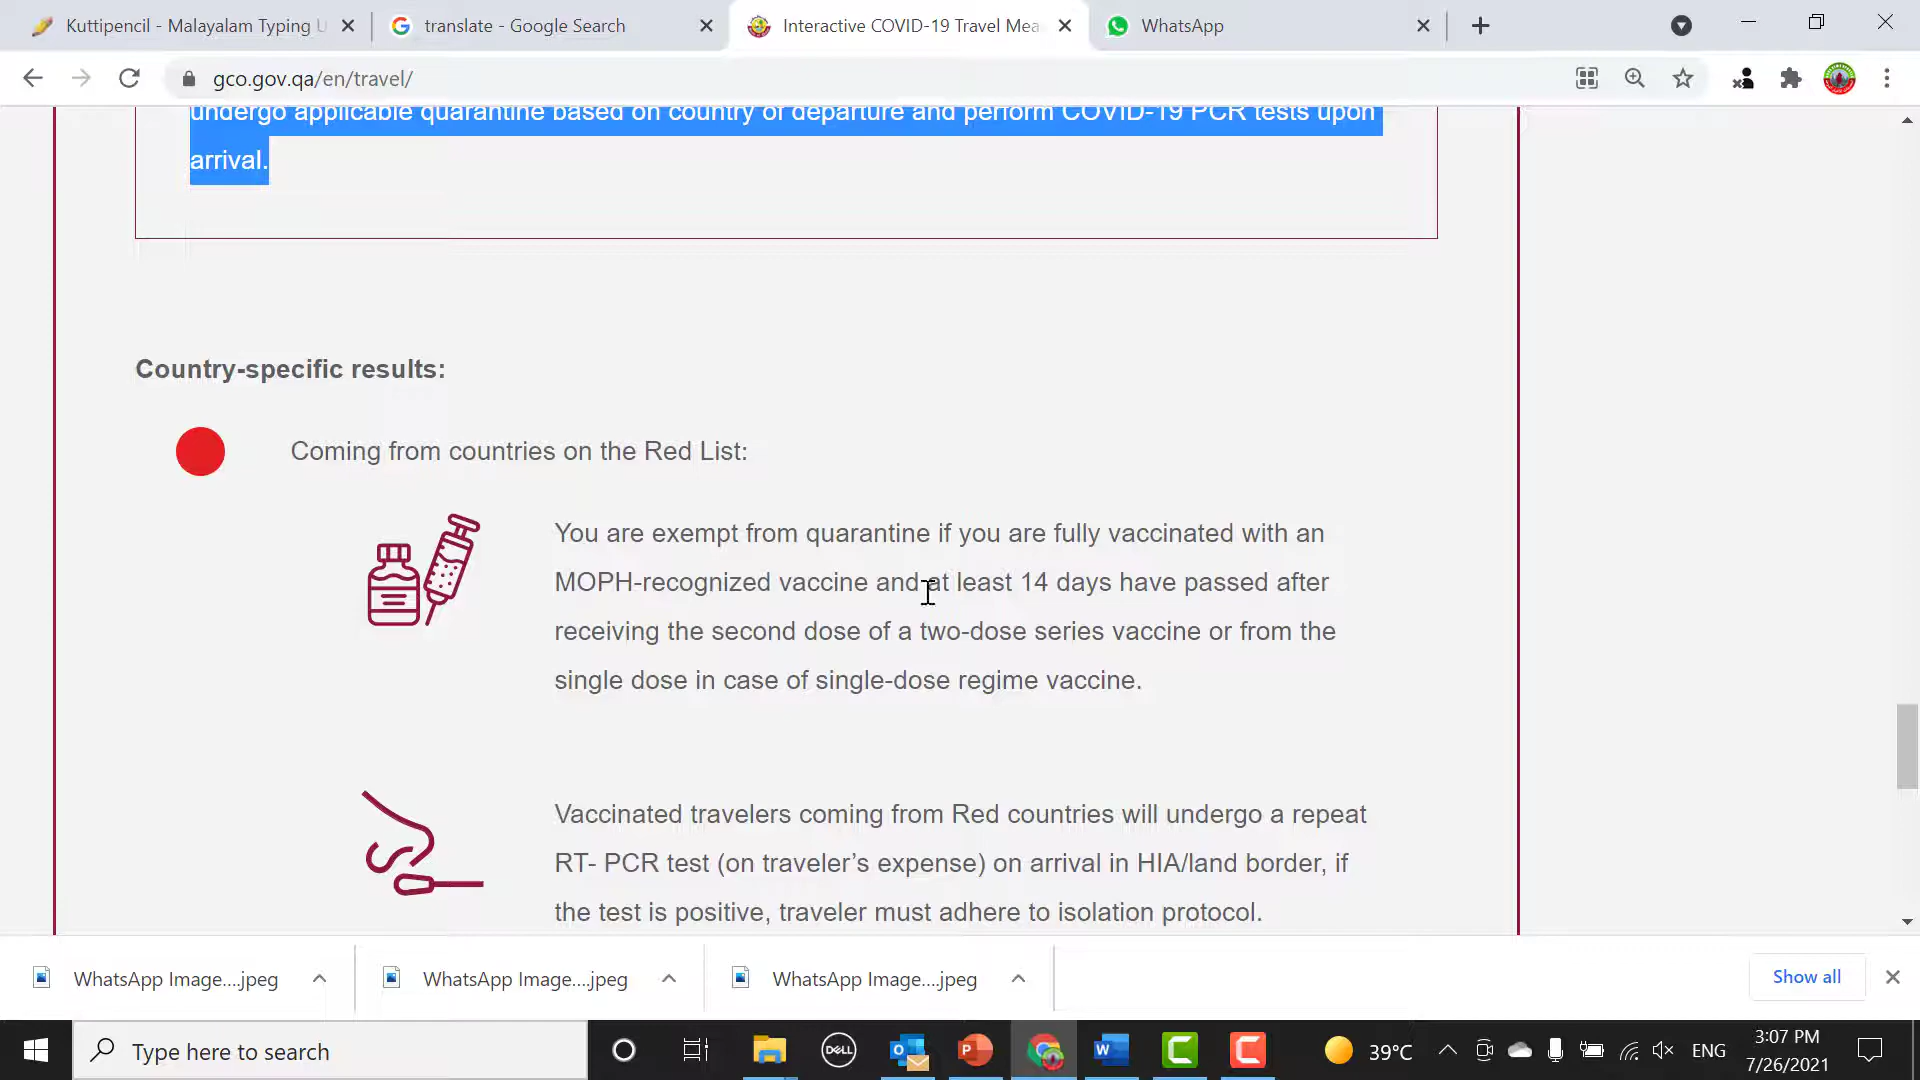 Kuttipencil - Malayalam Typing U
translate - Google Search
Interactive COVID-19 Travel Mea
WhatsApp
gco.gov.qa/en/travel/
undergo applicable quarantine based on country of departure and perform COVID-19 PCR tests upon
arrival.
Country-specific results:
Coming from countries on the Red List:
You are exempt from quarantine if you are fully vaccinated with an
MOPH-recognized vaccine and at least 14 days have passed after
receiving the second dose of a two-dose series vaccine or from the
single dose in case of single-dose regime vaccine.
Vaccinated travelers coming from Red countries will undergo a repeat
RT- PCR test (on traveler’s expense) on arrival in HIA/land border, if
the test is positive, traveler must adhere to isolation protocol.
WhatsApp Image....jpeg
WhatsApp Image....jpeg
WhatsApp Image....jpeg
Show all
Type here to search
DELL
39°C
ENG
3:07 PM
7/26/2021